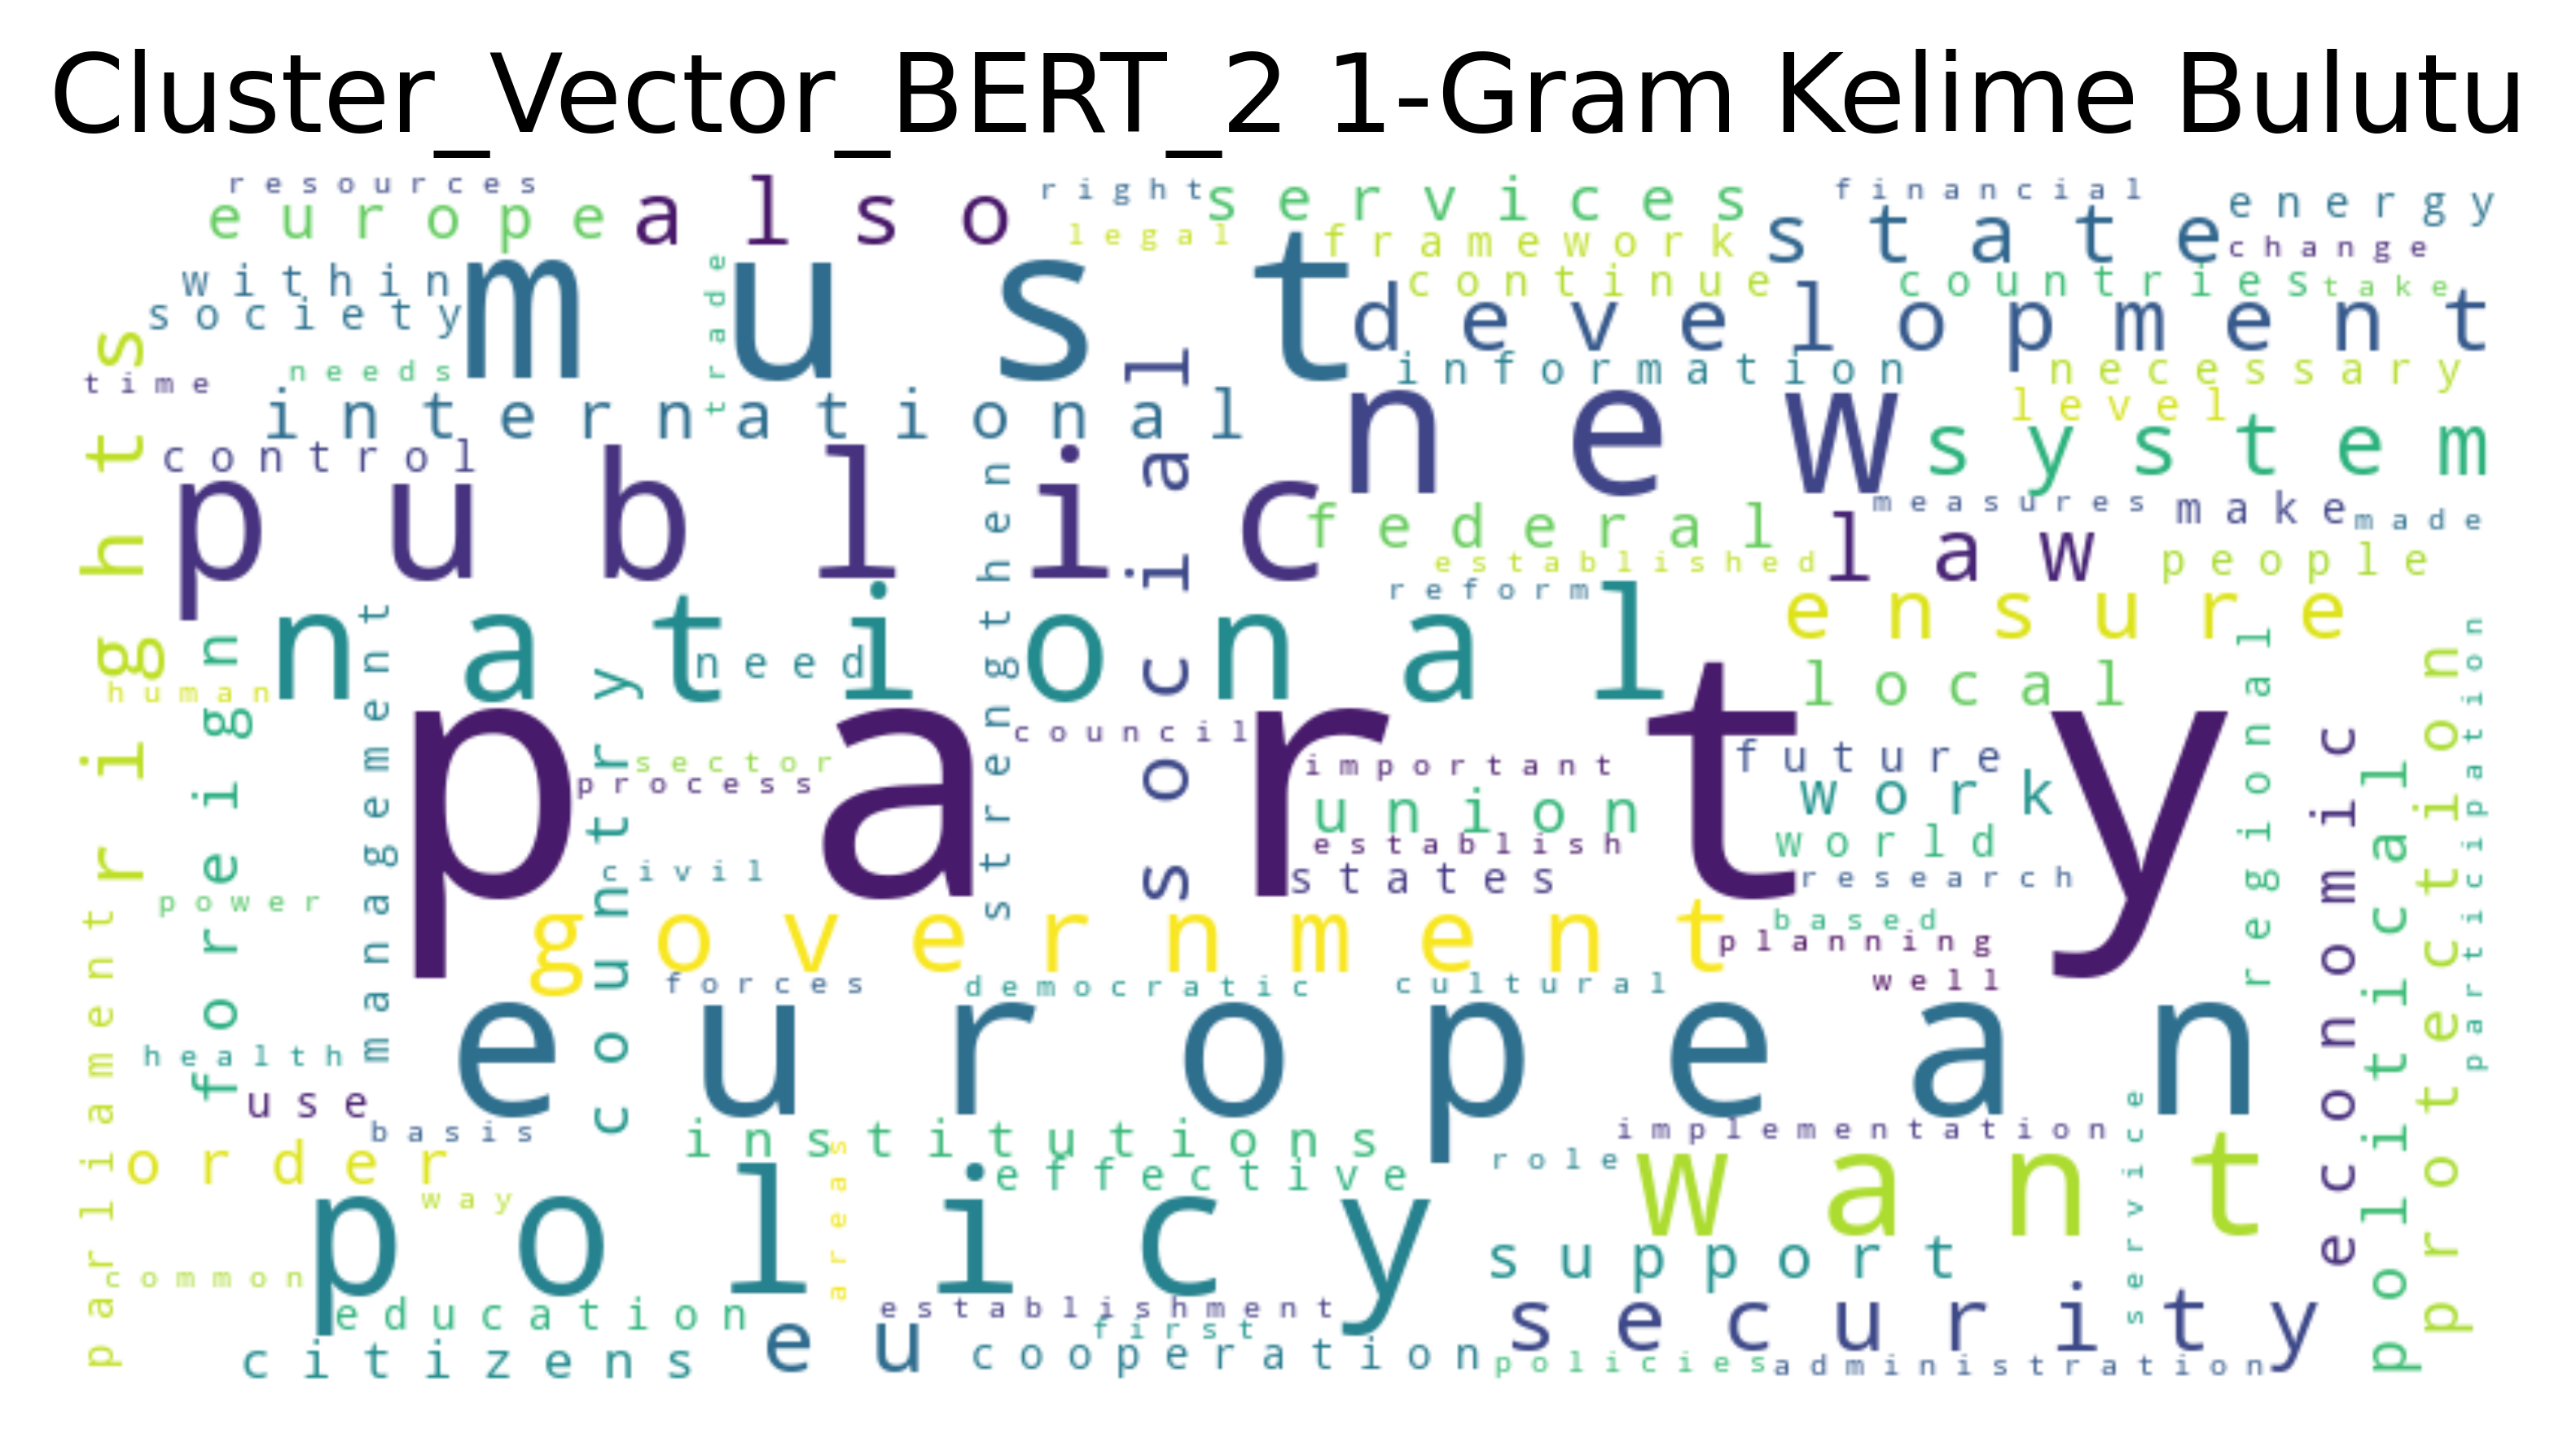 Cluster_Vector_BERT_2 1-Gram Kelime Bulutu
resources
europe
also
right
services
financial
energy
legal
framework
state
change
within
trade
continue
countries
take
society
must
development
time
needs
information
necessary
level
international
new
system
control
rights
public
social
strengthen
measures
make
made
federal
law
established
people
reform
ensure
national
need
local
human
foreign
management
country
party
council
regional
participation
sector
process
important
future
work
union
establish
world
civil
states
research
power
government
based
planning
parliament
forces
democratic
cultural
well
economic
political
protection
european
health
use
basis
institutions
implementation
order
effective
role
want
service
way
areas
policy
support
common
education
establishment
security
first
citizens
eu
cooperation
policies
administration